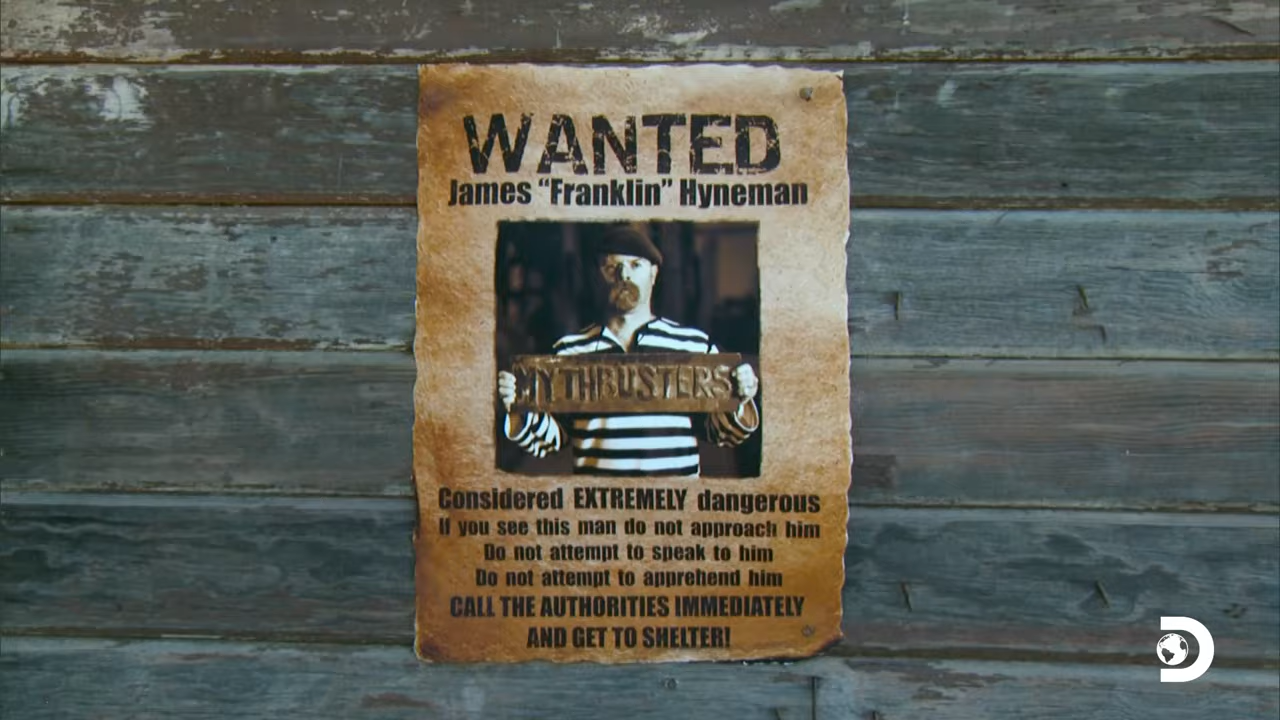 WANTED
James “Franklin” Hyneman
MYTHBUSTERS
Considered EXTREMELY dangerous
If you see this man do not approach him
Do not attempt to speak to him
Do not attempt to apprehend him
CALL THE AUTHORITIES IMMEDIATELY
AND GET TO SHELTER!